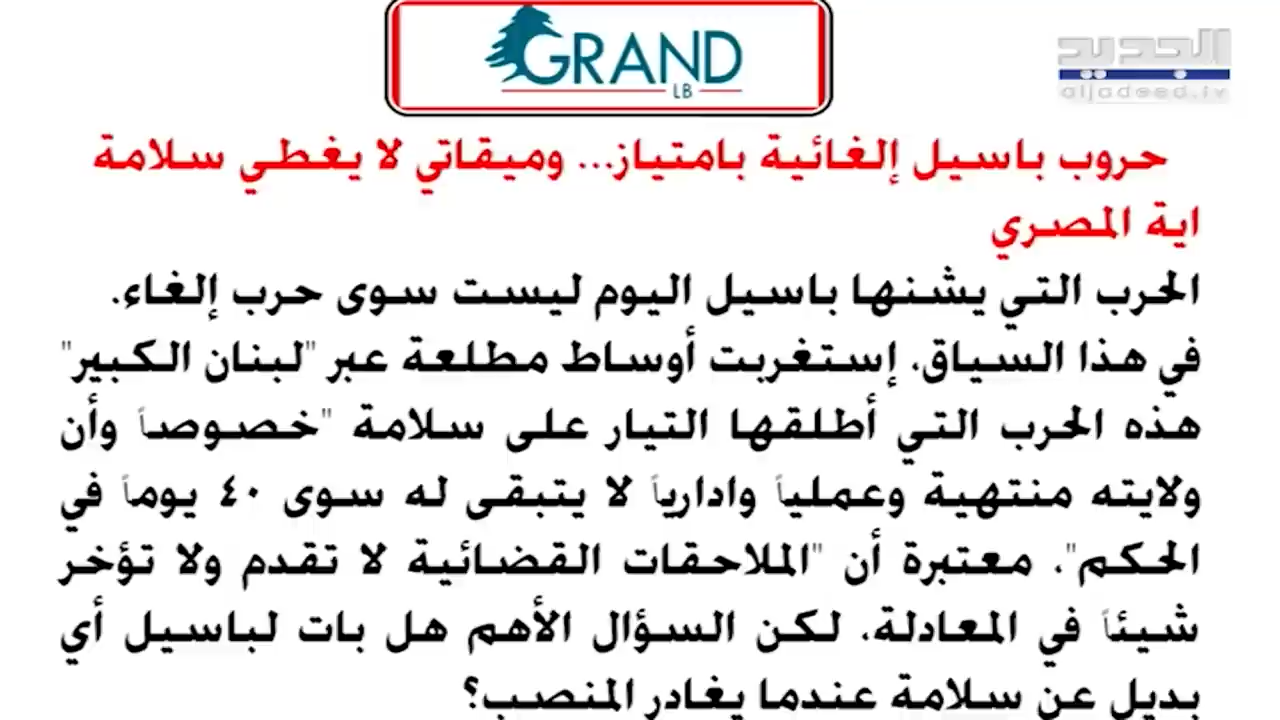 GRAND
LB
الجديد
aljadeed.tv
حروب باسيل إلغائية بامتياز... وميقاتي لا يغطي سلامة
اية المصري
الحرب التي يشنها باسيل اليوم ليست سوى حرب إلغاء.
في هذا السياق، إستغربت أوساط مطلعة عبر "لبنان الكبير"
هذه الحرب التي أطلقها التيار على سلامة "خصوصاً وأن
ولايته منتهية وعملياً وادارياً لا يتبقى له سوى ٤٠ يوماً في
الحكم"، معتبرة أن "الملاحقات القضائية لا تقدم ولا تؤخر
شيئاً في المعادلة، لكن السؤال الأهم هل بات لباسيل أي
بديل عن سلامة عندما يغادر المنصب؟